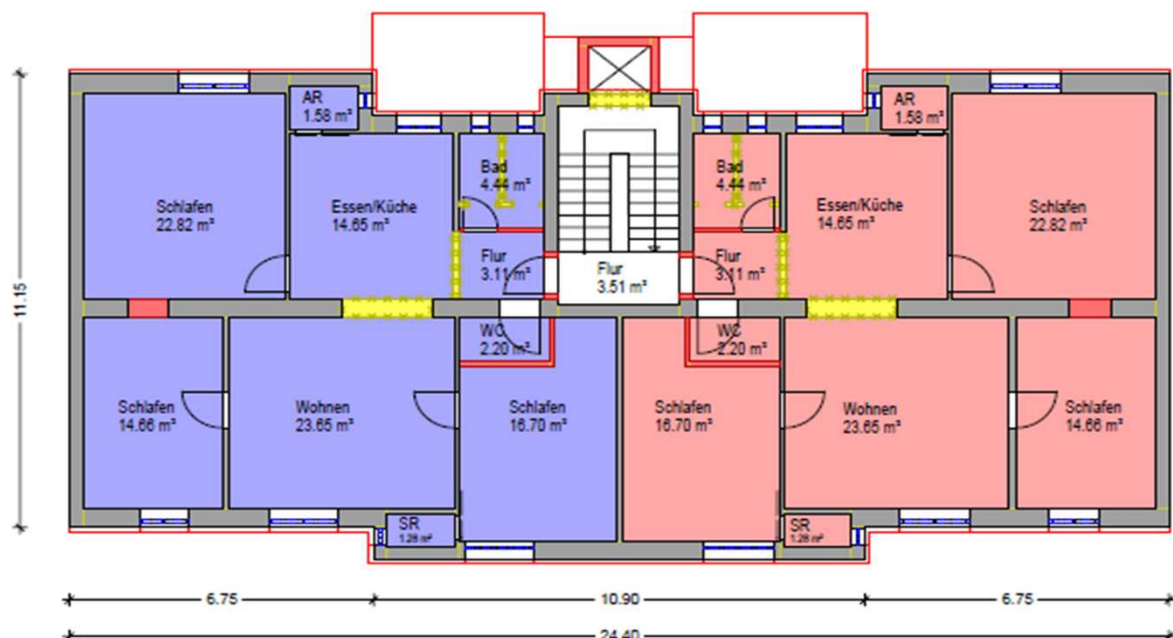 AR
1.58 m²
AR
1.58 m²
Bad
4.44 m²
Bad
4.44 m²
Schlafen
22.82 m²
Essen/Küche
14.65 m²
Essen/Küche
14.65 m²
Schlafen
22.82 m²
Flur
3.11 m²
Flur
3.51 m²
Flur
3.11 m²
11.15
WC
2.20 m²
WC
2.20 m²
Schlafen
14.66 m²
Wohnen
23.65 m²
Schlafen
16.70 m²
Schlafen
16.70 m²
Wohnen
23.65 m²
Schlafen
14.66 m²
SR
1.28 m²
SR
1.28 m²
6.75
10.90
6.75
24.40